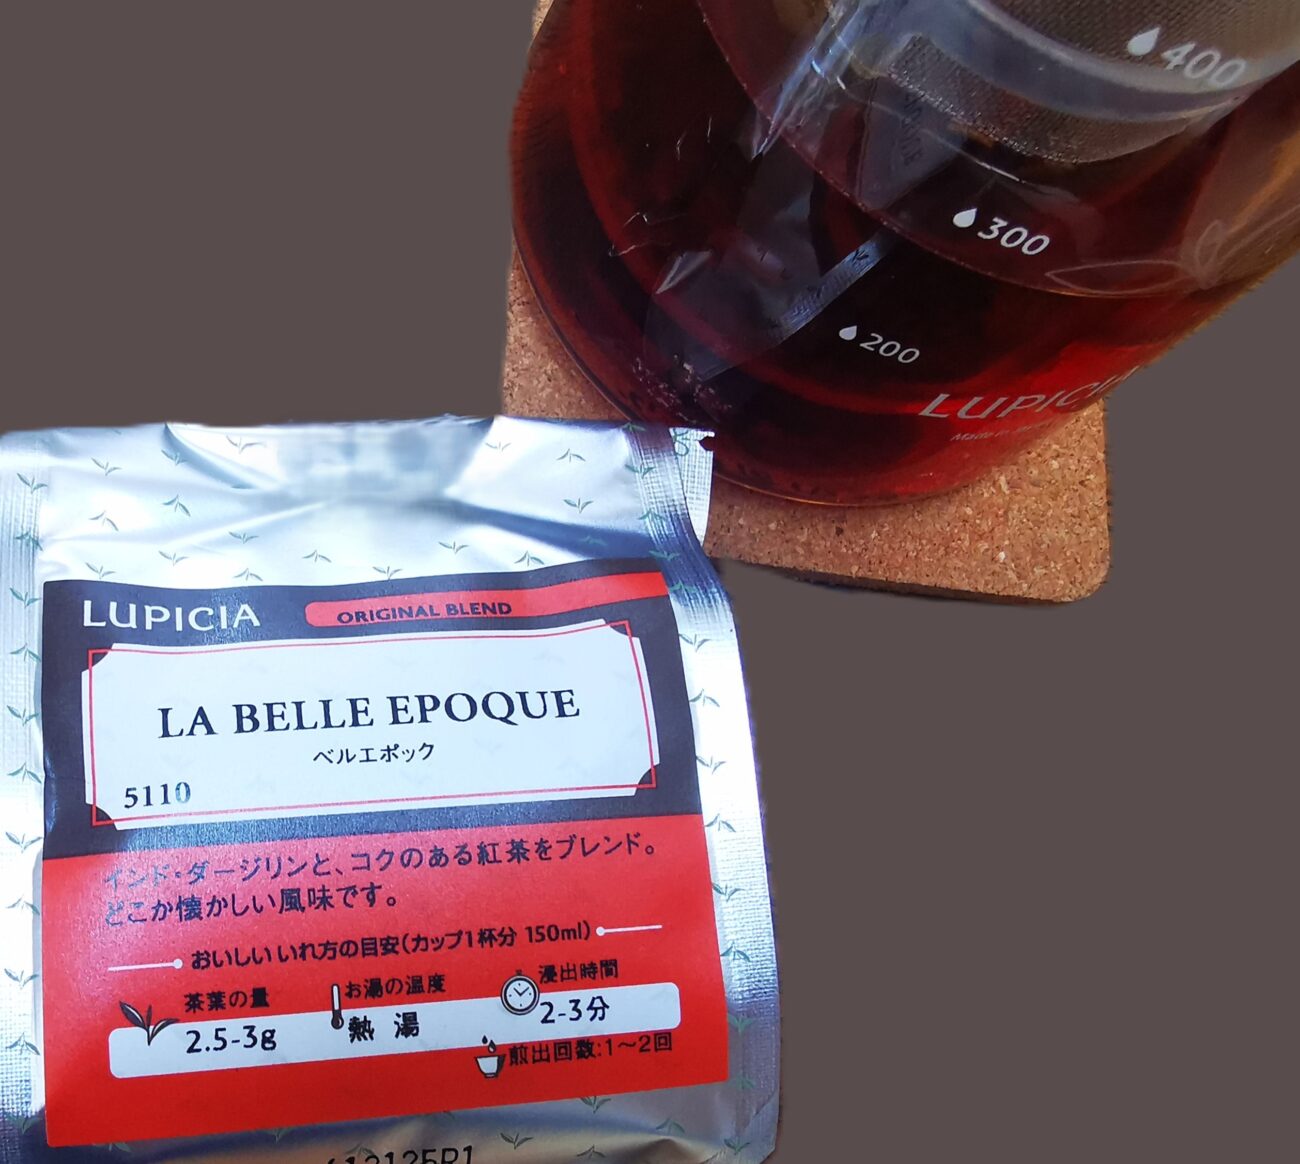 400
300
200
LUPICIA
LUPICIA
ORIGINAL BLEND
LA BELLE EPOQUE
ベルエポック
5110
インド・ダージリンと、コクのある紅茶をブレンド。
どこか懐かしい風味です。
おいしいいれ方の目安(カップ1杯分 150ml)
茶葉の量
お湯の温度
浸出時間
2.5-3g
熱湯
2-3分
煎出回数:1～2回